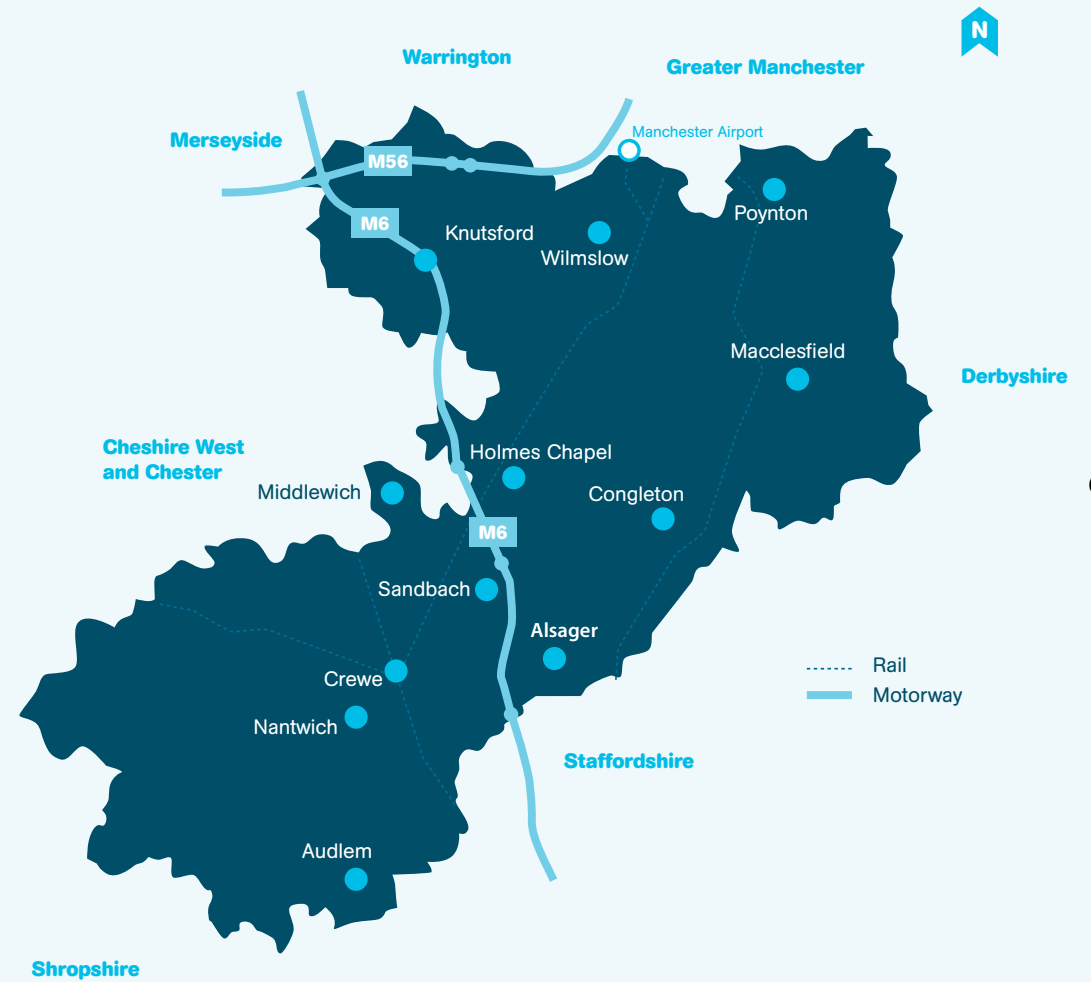 N
Warrington
Greater Manchester
Manchester Airport
Merseyside
M56
M6
Knutsford
Wilmslow
Poynton
Macclesfield
Derbyshire
Cheshire West
and Chester
Holmes Chapel
Middlewich
Congleton
M6
Sandbach
Alsager
Crewe
Nantwich
Rail
Motorway
Staffordshire
Audlem
Shropshire